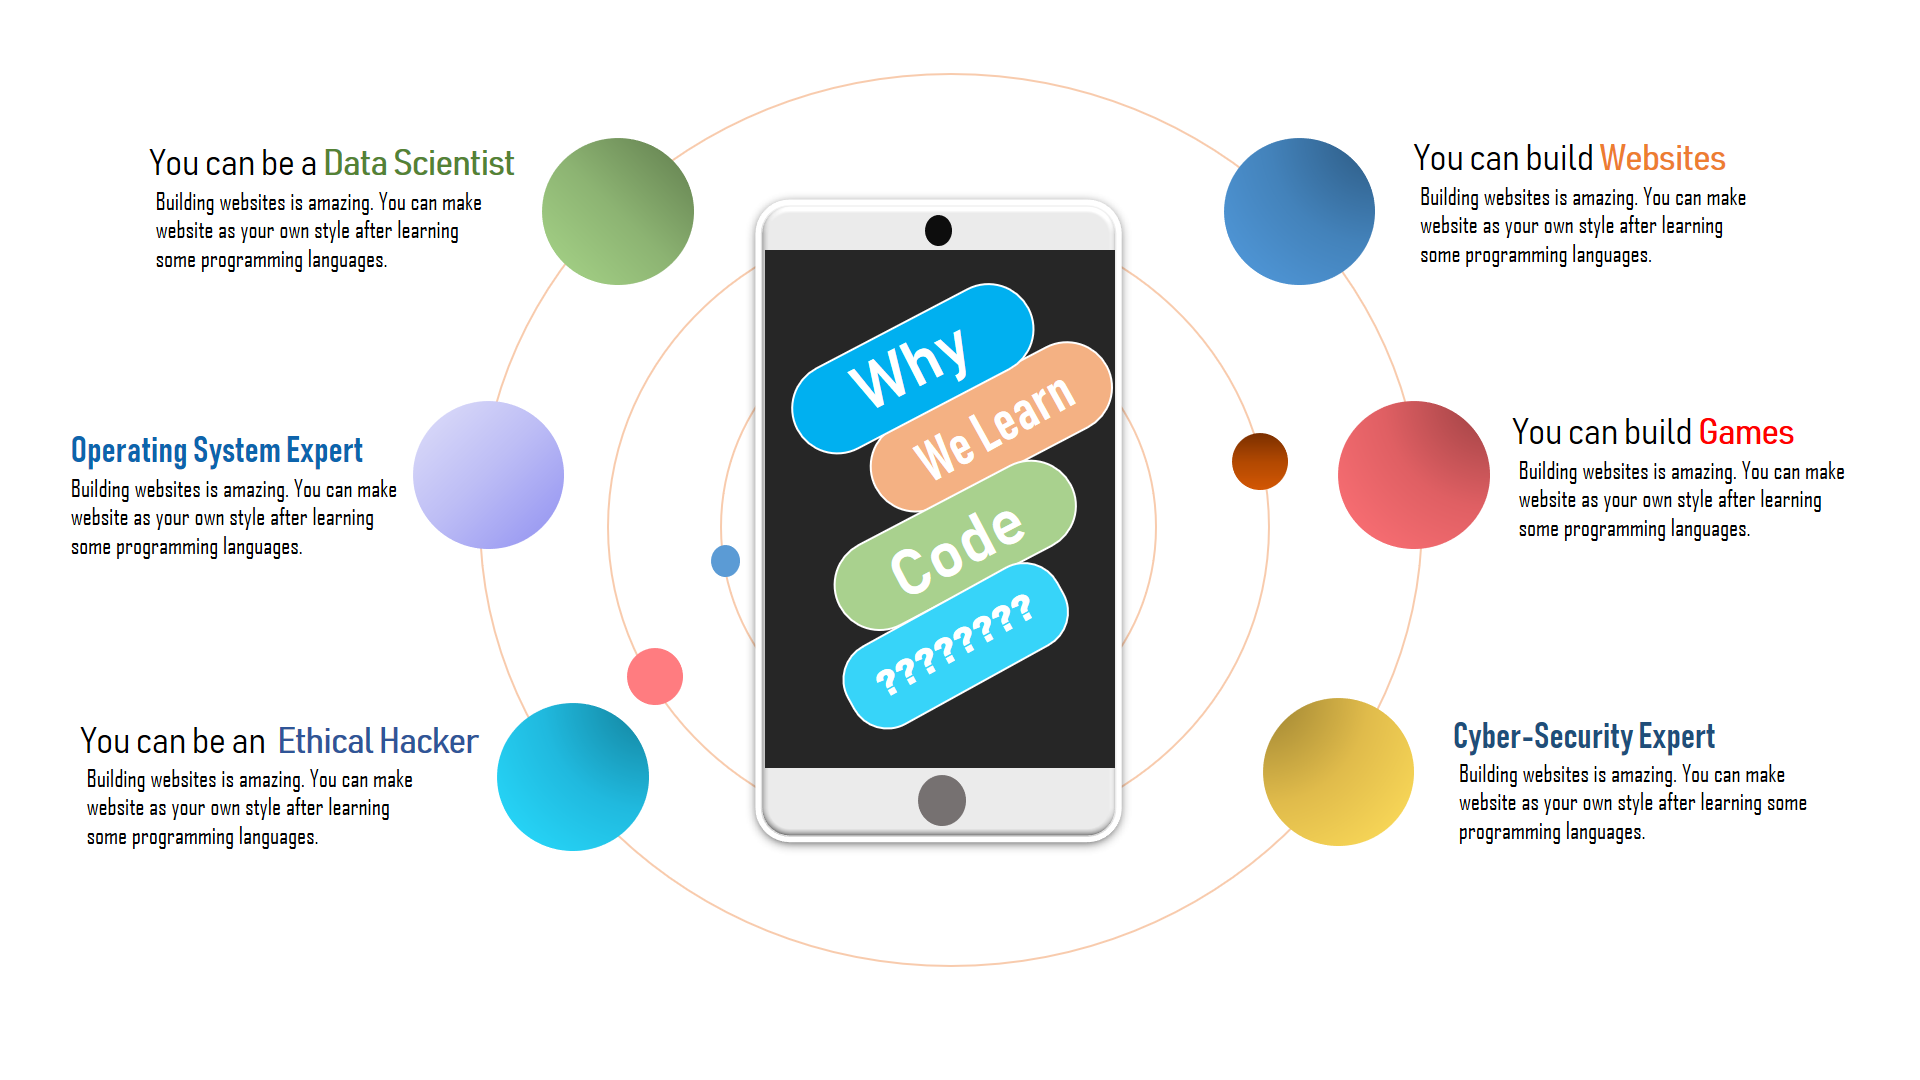 You can be a Data Scientist
Building websites is amazing. You can make
website as your own style after learning
some programming languages.
Operating System Expert
Building websites is amazing. You can make
website as your own style after learning
some programming languages.
You can be an Ethical Hacker
Building websites is amazing. You can make
website as your own style after learning
some programming languages.
Why
We Learn
Code
????????
You can build Websites
Building websites is amazing. You can make
website as your own style after learning
some programming languages.
You can build Games
Building websites is amazing. You can make
website as your own style after learning
some programming languages.
Cyber-Security Expert
Building websites is amazing. You can make
website as your own style after learning some
programming languages.